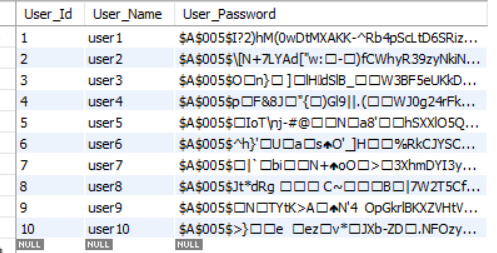 User_Id User_Name User_Password
1 user1 $A$005$I?2)hM(0wDtMXAKK-^Rb4pScLtD6SRiz...
2 user2 $A$005$\[N+7LYAd["w:□-□)fCWhyR39zyNkiN...
3 user3 $A$005$O□n}□ ]□H□dSlB_□□W3BF5eUKkD...
4 user4 $A$005$p□F&8J□"{□)Gl9||.(□□WJ0g24rFk...
5 user5 $A$005$□IoT\nj-#@□□N□a8'□□hSXXlO5Q...
6 user6 $A$005$^h}'□U□a□s♠O'_]H□□%RkCJYSC...
7 user7 $A$005$□|`□bi□□N+♠oO□>□3XhmDYI3y...
8 user8 $A$005$Jt*dRg □□□ C~□□□B□|7W2T5Cf...
9 user9 $A$005$□N□TYtK>A□♠N'4 OpGkrlBKXZVHtV...
10 user10 $A$005$>}□□e □ez□v*□JXb-ZD□.NFOzy...
NULL NULL NULL